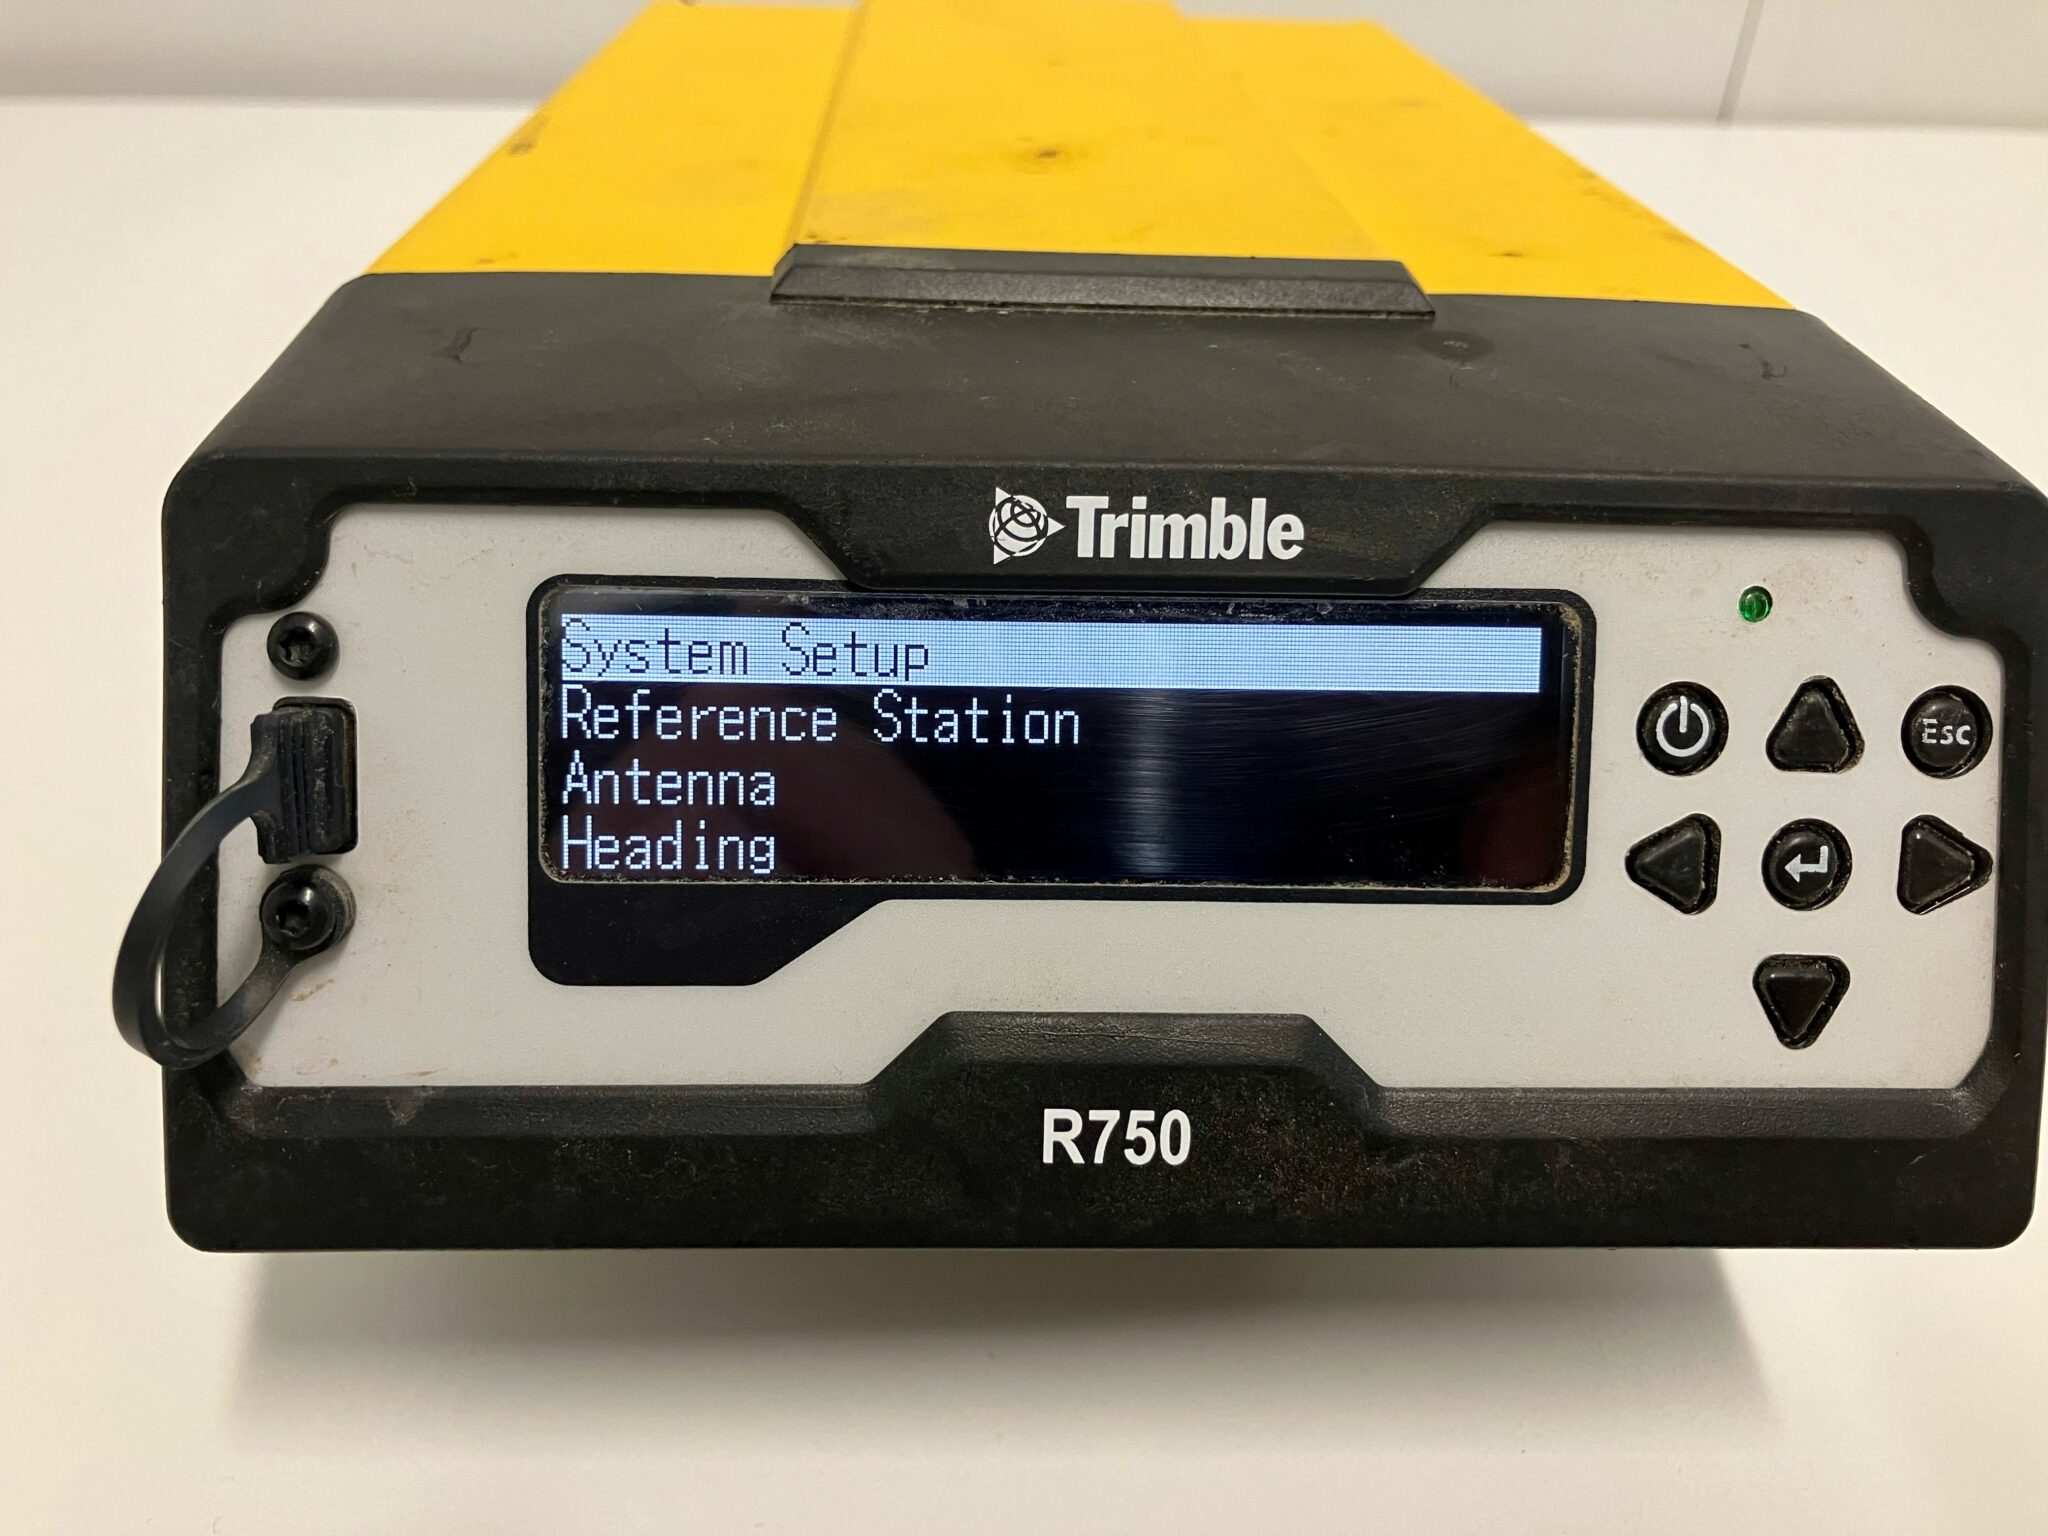 Trimble
System Setup
Reference Station
Antenna
Heading
Esc
R750